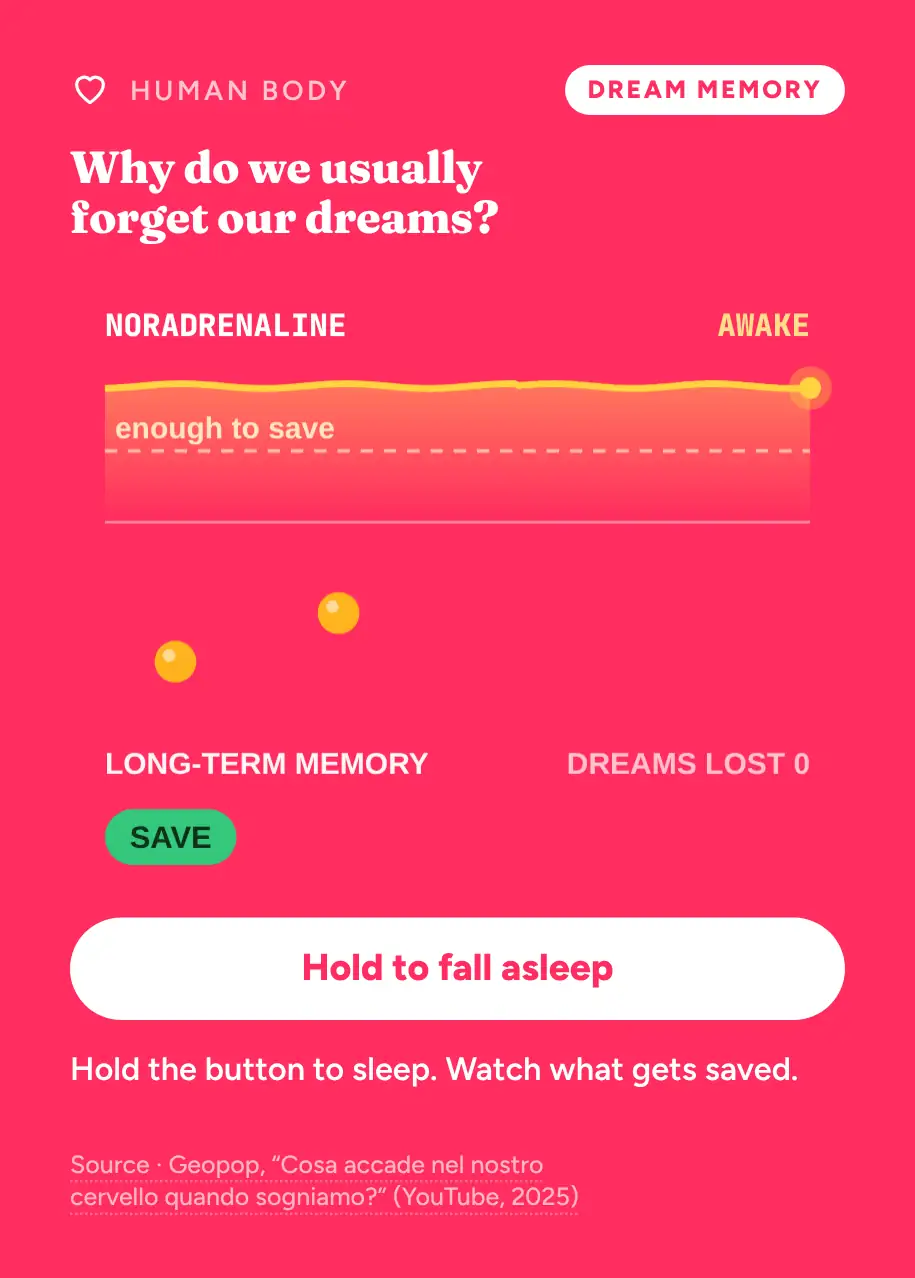 HUMAN BODY
DREAM MEMORY
Why do we usually
forget our dreams?
NORADRENALINE
AWAKE
enough to save
LONG-TERM MEMORY
DREAMS LOST 0
SAVE
Hold to fall asleep
Hold the button to sleep. Watch what gets saved.
Source · Geopop, “Cosa accade nel nostro
cervello quando sogniamo?” (YouTube, 2025)